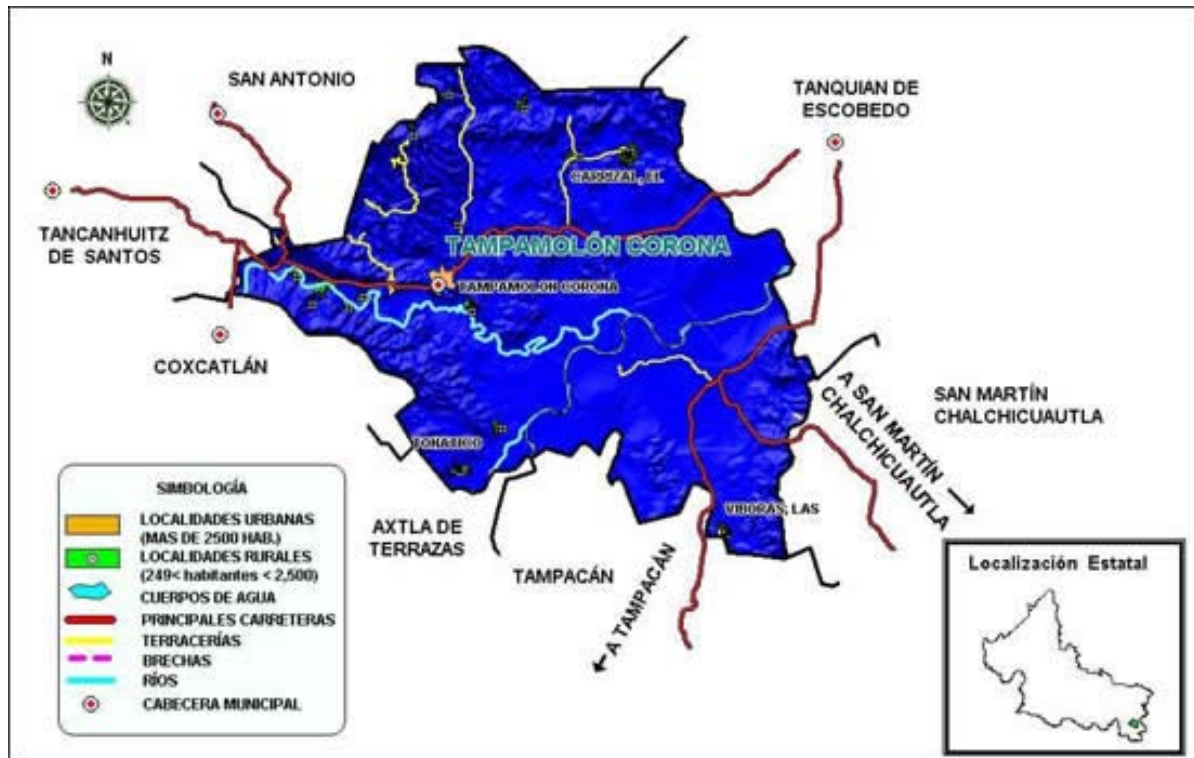 N
SAN ANTONIO
TANQUIAN DE
ESCOBEDO
CARRIZAL, EL
TANCANHUITZ
DE SANTOS
TAMPAMOLÓN CORONA
TAMPAMOLON CORONA
COXCATLÁN
A SAN MARTÍN
CHALCHICUAUTLA
SAN MARTÍN
CHALCHICUAUTLA
TONATICO
VIBORAS, LAS
AXTLA DE
TERRAZAS
TAMPACÁN
A TAMPACÁN
SIMBOLOGÍA
LOCALIDADES URBANAS
(MAS DE 2500 HAB.)
LOCALIDADES RURALES
(249< habitantes < 2,500)
CUERPOS DE AGUA
PRINCIPALES CARRETERAS
TERRACERÍAS
BRECHAS
RÍOS
CABECERA MUNICIPAL
Localización Estatal